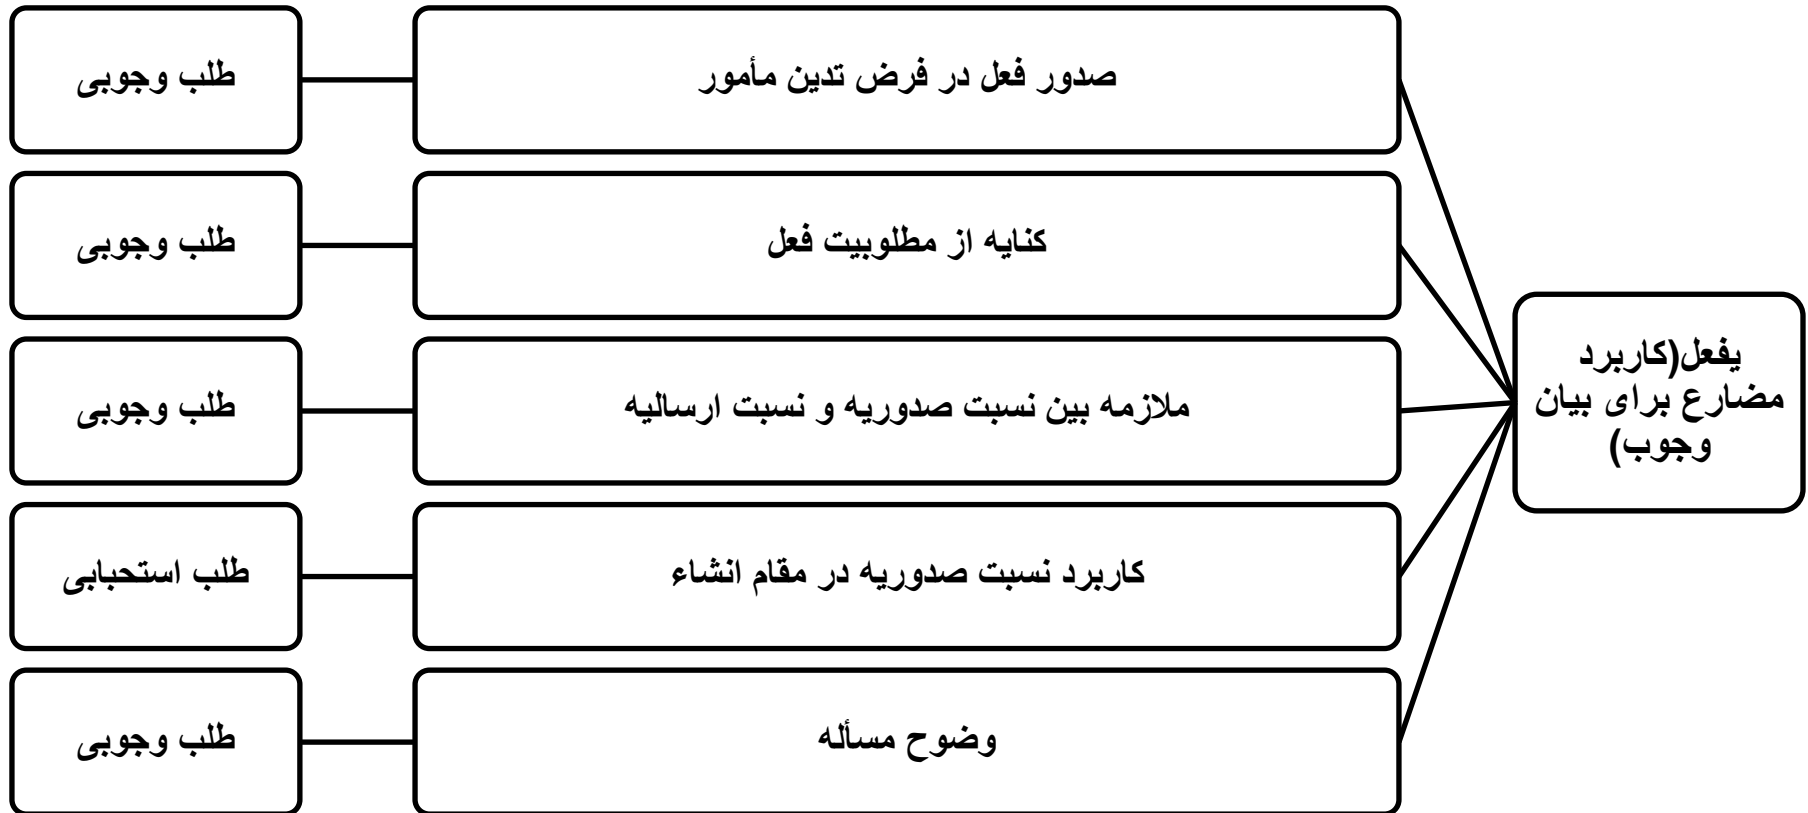 یفعل(کاربرد
مضارع برای بیان
وجوب)
صدور فعل در فرض تدین مأمور
طلب وجوبی
کنایه از مطلوبیت فعل
طلب وجوبی
ملازمه بین نسبت صدوریه و نسبت ارسالیه
طلب وجوبی
کاربرد نسبت صدوریه در مقام انشاء
طلب استحبابی
وضوح مسأله
طلب وجوبی